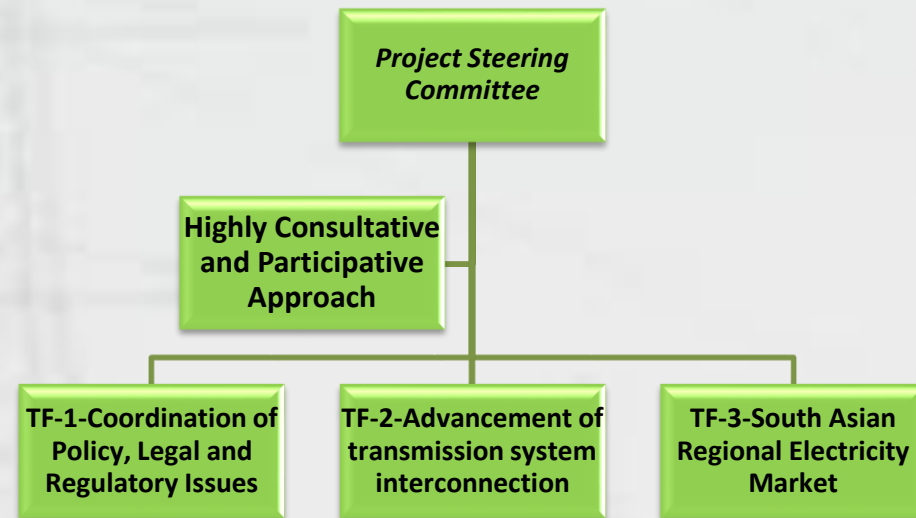 Project Steering
Committee
Highly Consultative
and Participative
Approach
TF-1-Coordination of
Policy, Legal and
Regulatory Issues
TF-2-Advancement of
transmission system
interconnection
TF-3-South Asian
Regional Electricity
Market